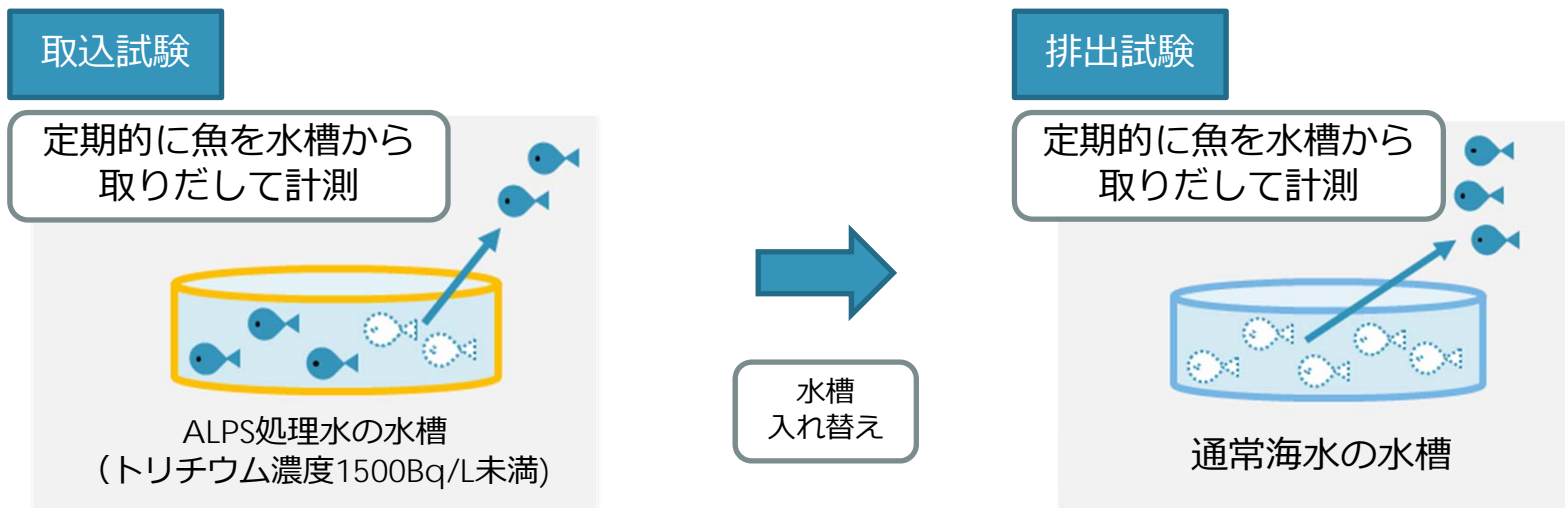 取込試験
定期的に魚を水槽から
取りだして計測
ALPS処理水の水槽
（トリチウム濃度1500Bq/L未満)
水槽
入れ替え
排出試験
定期的に魚を水槽から
取りだして計測
通常海水の水槽